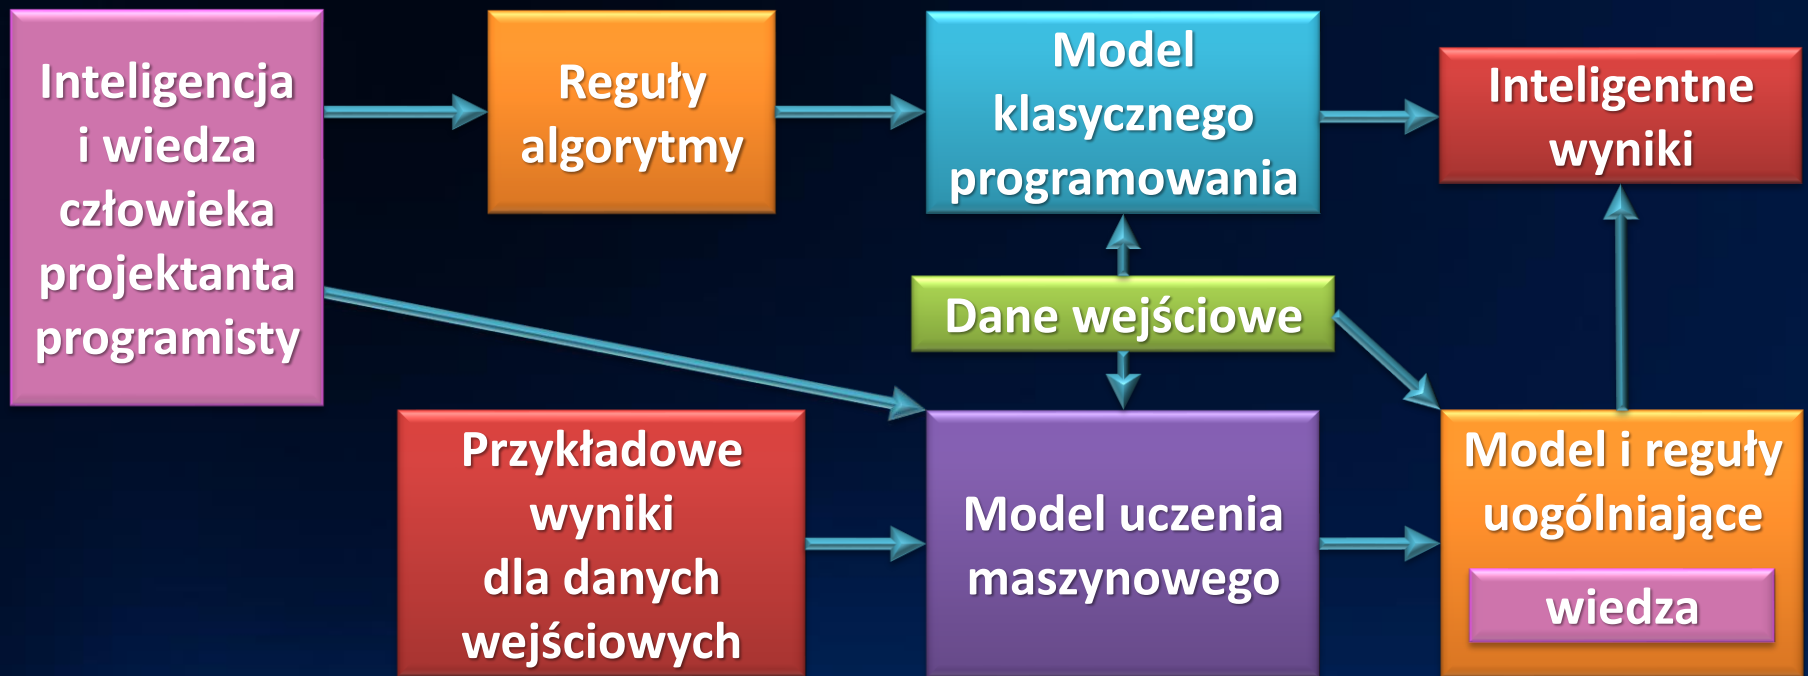 Inteligencja
i wiedza
człowieka
projektanta
programisty
Reguły
algorytmy
Model
klasycznego
programowania
Inteligentne
wyniki
Dane wejściowe
Przykładowe
wyniki
dla danych
wejściowych
Model uczenia
maszynowego
Model i reguły
uogólniające
wiedza